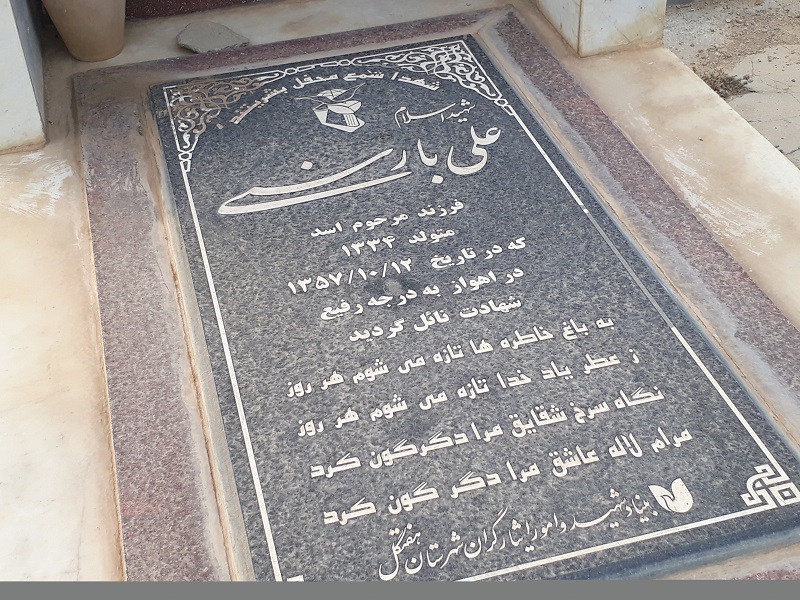 شهدا شمع محفل بشریتند
شهید اسلام
علی بارسی
فرزند مرحوم اسد
متولد ۱۳۳۴
که در تاریخ ۱۳۵۷/۱۰/۱۲
در اهواز به درجه رفیع
شهادت نائل گردید
به باغ خاطره ها تازه می شوم هر روز
ز عطر یاد خدا تازه می شوم هر روز
نگاه سرخ شقایق مرا دگرگون کرد
مرام لاله عاشق مرا دگر گون کرد
بنیاد شهید و امور ایثارگران شهرستان هفتگل